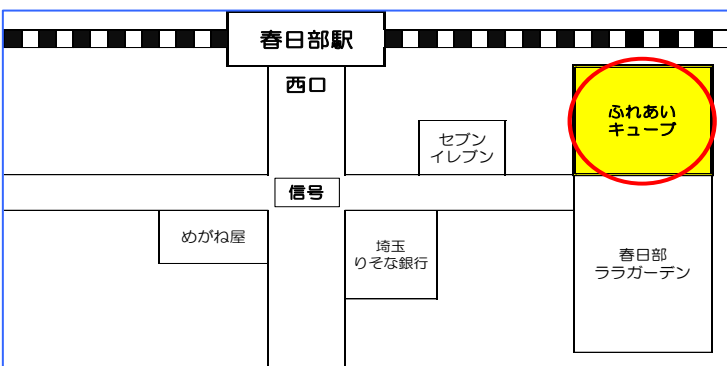 春日部駅
西口
ふれあい
キューブ
セブン
イレブン
信号
めがね屋
埼玉
りそな銀行
春日部
ララガーデン